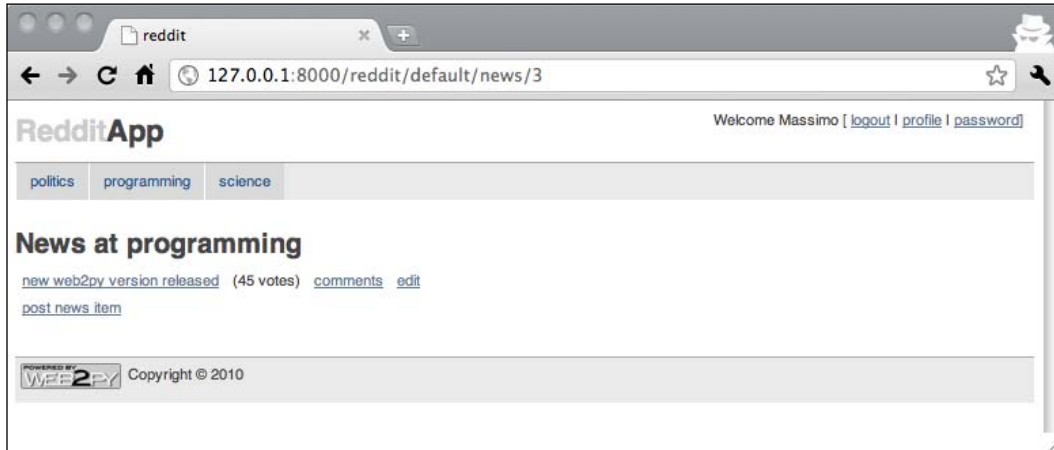 reddit
127.0.0.1:8000/reddit/default/news/3
RedditApp
Welcome Massimo [ logout | profile | password]
politics programming science
News at programming
new web2py version released (45 votes) comments edit
post news item
POWERED BY WEB2PY Copyright © 2010